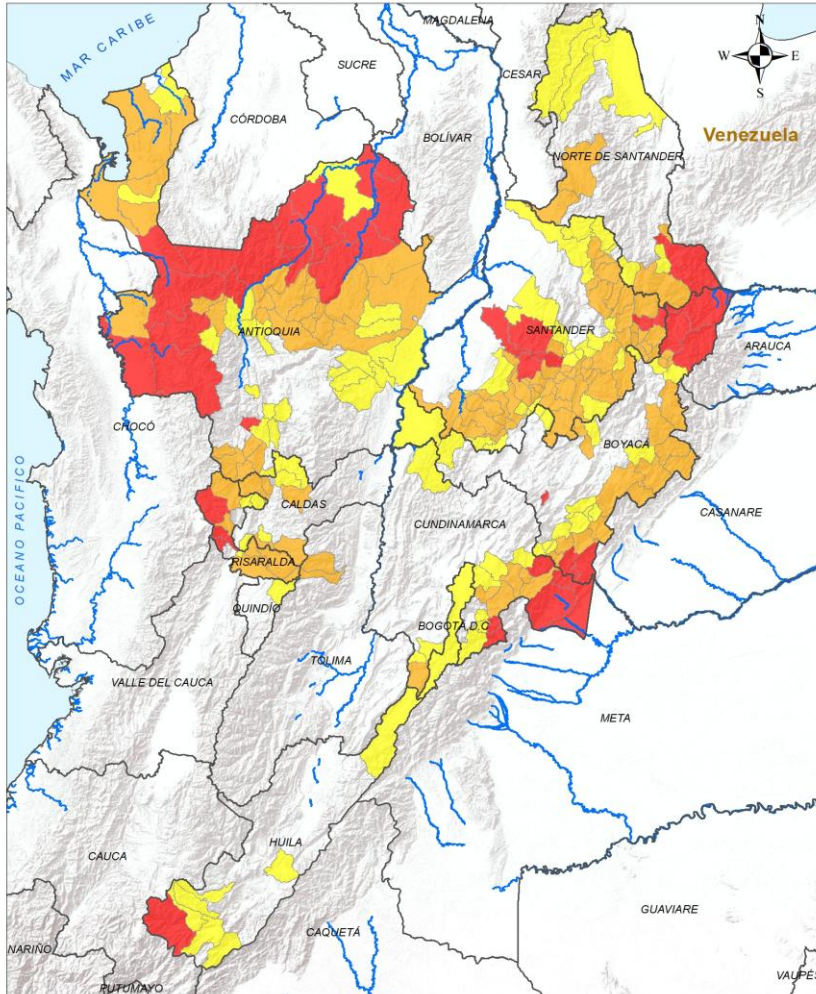 MAGDALENA
N
MAR CARIBE
SUCRE
W
E
CESAR
S
CÓRDOBA
BOLÍVAR
Venezuela
NORTE DE SANTANDER
ANTIOQUIA
SANTANDER
ARAUCA
CHOCÓ
BOYACÁ
OCEANO PACIFICO
CALDAS
CUNDINAMARCA
CASANARE
RISARALDA
QUINDÍO
BOGOTÁ,D.C
TOLIMA
VALLE DEL CAUCA
META
HUILA
CAUCA
GUAVIARE
CAQUETÁ
NARIÑO
PUTUMAYO
VAUPÉS